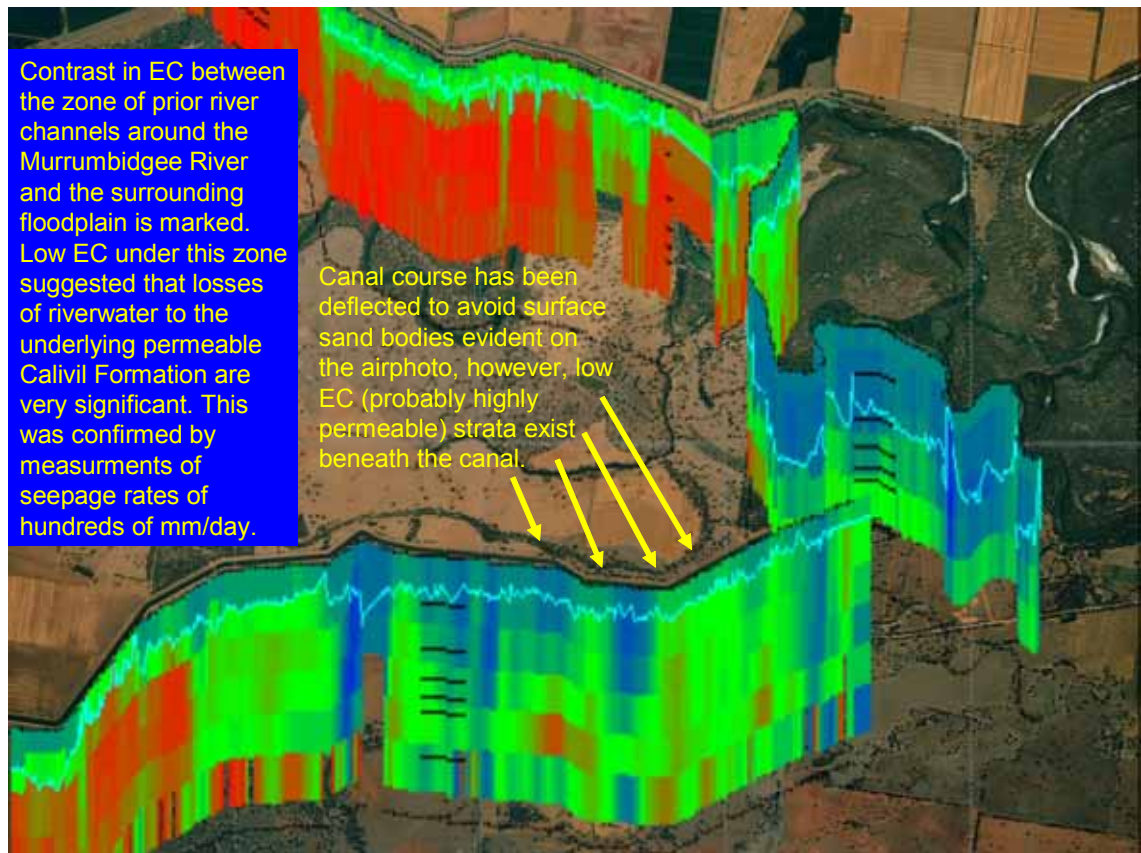 Contrast in EC between
the zone of prior river
channels around the
Murrumbidgee River
and the surrounding
floodplain is marked.
Low EC under this zone
suggested that losses
of riverwater to the
underlying permeable
Calivil Formation are
very significant. This
was confirmed by
measurments of
seepage rates of
hundreds of mm/day.
Canal course has been
deflected to avoid surface
sand bodies evident on
the airphoto, however, low
EC (probably highly
permeable) strata exist
beneath the canal.